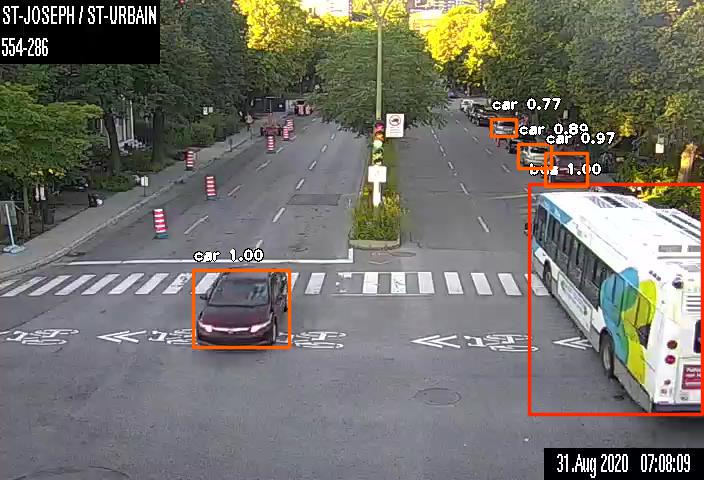 ST-JOSEPH / ST-URBAIN
554-286
car 0.77
car 0.89
car 0.97
bus 1.00
car 1.00
31.Aug 2020 07:08:09